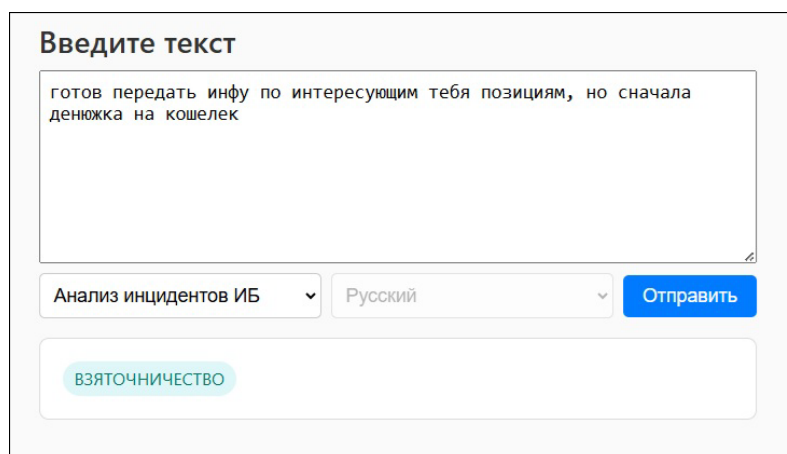 Введите текст
готов передать инфу по интересующим тебя позициям, но сначала
денюжка на кошелек
Анализ инцидентов ИБ
Русский
Отправить
ВЗЯТОЧНИЧЕСТВО